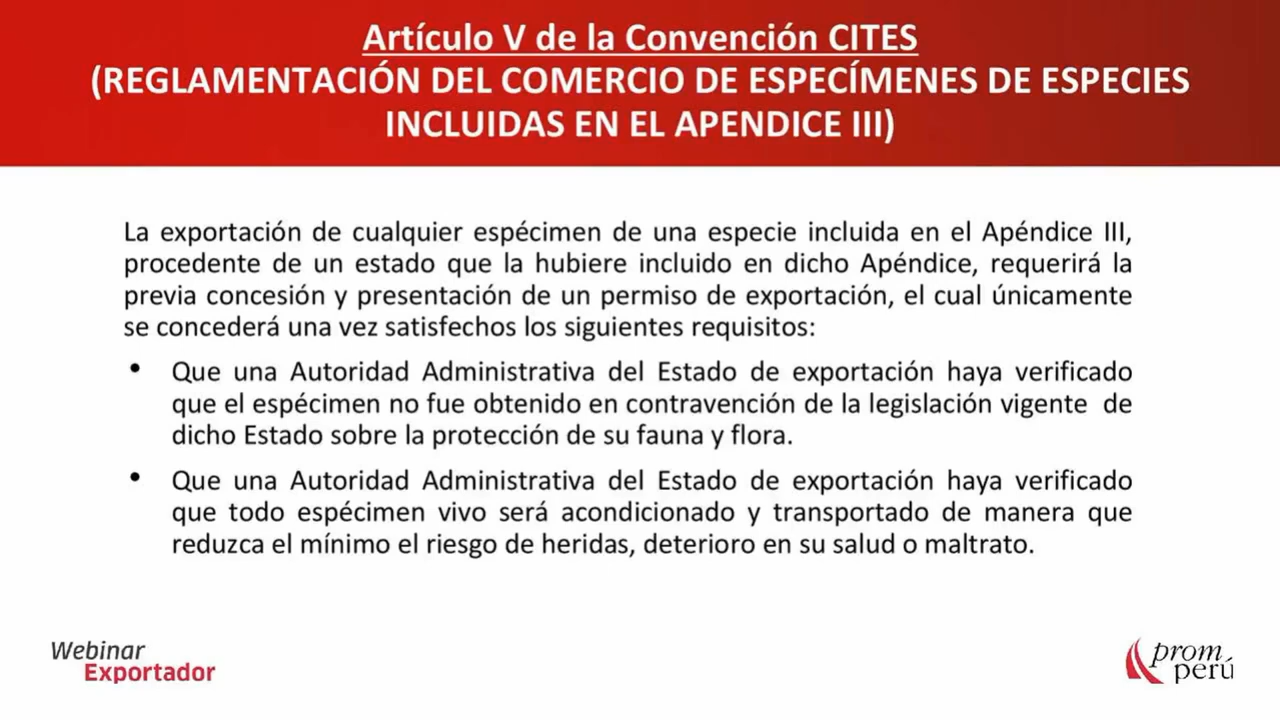 Artículo V de la Convención CITES
(REGLAMENTACIÓN DEL COMERCIO DE ESPECÍMENES DE ESPECIES
INCLUIDAS EN EL APENDICE III)
La exportación de cualquier espécimen de una especie incluida en el Apéndice III,
procedente de un estado que la hubiere incluido en dicho Apéndice, requerirá la
previa concesión y presentación de un permiso de exportación, el cual únicamente
se concederá una vez satisfechos los siguientes requisitos:
• Que una Autoridad Administrativa del Estado de exportación haya verificado
que el espécimen no fue obtenido en contravención de la legislación vigente de
dicho Estado sobre la protección de su fauna y flora.
• Que una Autoridad Administrativa del Estado de exportación haya verificado
que todo espécimen vivo será acondicionado y transportado de manera que
reduzca el mínimo el riesgo de heridas, deterioro en su salud o maltrato.
Webinar
Exportador
prom
perú